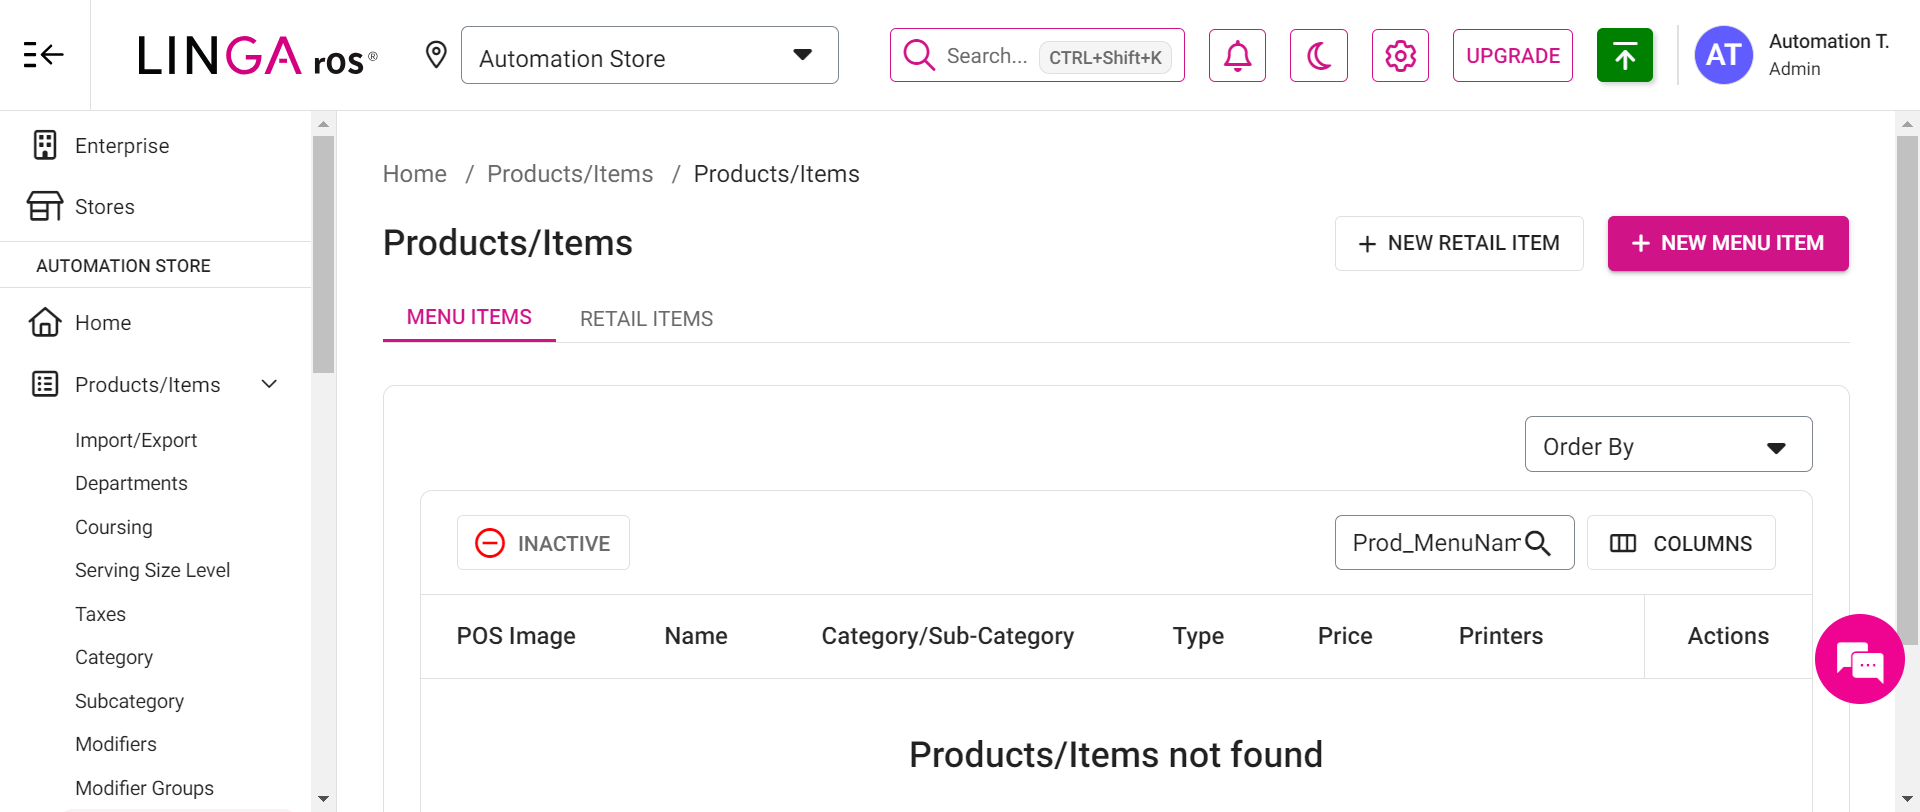 LINGA ros®
Automation Store
Search... CTRL+Shift+K
UPGRADE
AT
Automation T.
Admin
Enterprise
Stores
AUTOMATION STORE
Home
Products/Items
Import/Export
Departments
Coursing
Serving Size Level
Taxes
Category
Subcategory
Modifiers
Modifier Groups
Home / Products/Items / Products/Items
Products/Items
+ NEW RETAIL ITEM
+ NEW MENU ITEM
MENU ITEMS RETAIL ITEMS
Order By
INACTIVE
Prod_MenuNam
COLUMNS
POS Image Name Category/Sub-Category Type Price Printers Actions
Products/Items not found